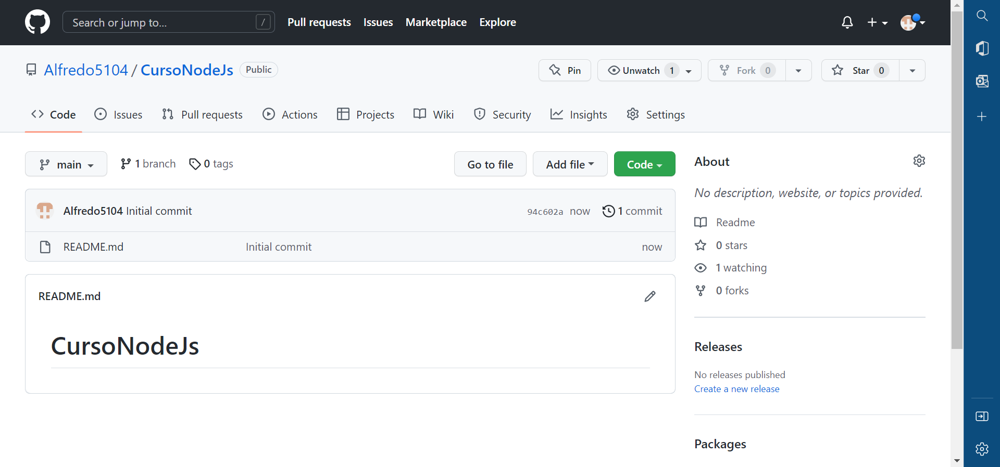 Search or jump to... / Pull requests Issues Marketplace Explore
Alfredo5104 / CursoNodeJs Public Pin Unwatch 1 Fork 0 Star 0
Code Issues Pull requests Actions Projects Wiki Security Insights Settings
main 1 branch 0 tags Go to file Add file Code
Alfredo5104 Initial commit 94c602a now 1 commit
README.md Initial commit now
README.md
CursoNodeJs
About
No description, website, or topics provided.
Readme
0 stars
1 watching
0 forks
Releases
No releases published
Create a new release
Packages